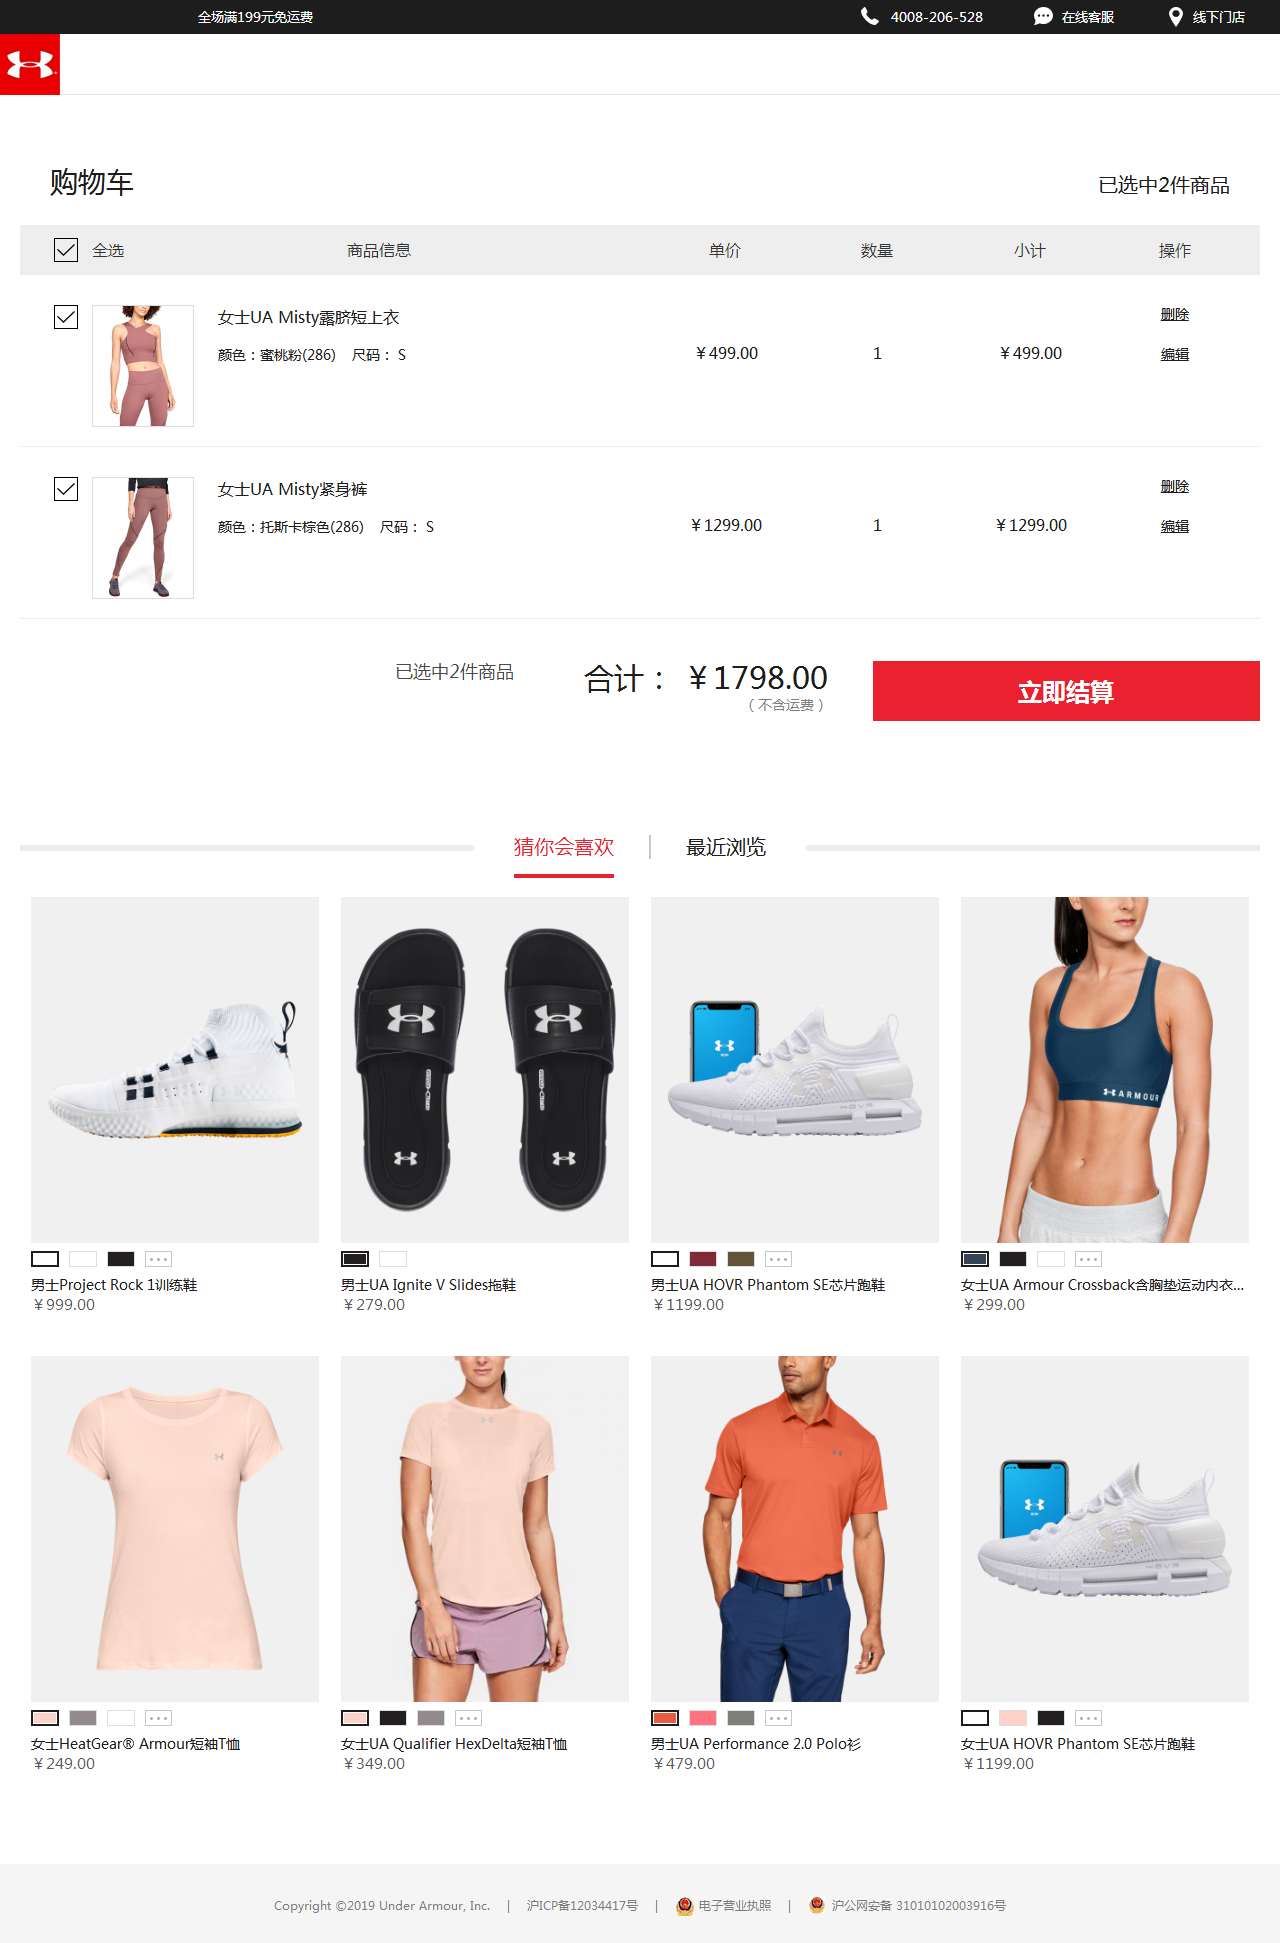 全场满199元免运费 4008-206-528 在线客服 线下门店
购物车 已选中2件商品
全选 商品信息 单价 数量 小计 操作
女士UA Misty露脐短上衣 删除
颜色：蜜桃粉(286) 尺码： S ￥499.00 1 ￥499.00 编辑
女士UA Misty紧身裤 删除
颜色：托斯卡棕色(286) 尺码： S ￥1299.00 1 ￥1299.00 编辑
已选中2件商品 合计： ￥1798.00 立即结算
（不含运费）
猜你会喜欢 最近浏览
ARMOUR
男士Project Rock 1训练鞋 男士UA Ignite V Slides拖鞋 男士UA HOVR Phantom SE芯片跑鞋 女士UA Armour Crossback含胸垫运动内衣...
￥999.00 ￥279.00 ￥1199.00 ￥299.00
女士HeatGear® Armour短袖T恤 女士UA Qualifier HexDelta短袖T恤 男士UA Performance 2.0 Polo衫 女士UA HOVR Phantom SE芯片跑鞋
￥249.00 ￥349.00 ￥479.00 ￥1199.00
Copyright ©2019 Under Armour, Inc. | 沪ICP备12034417号 | 电子营业执照 | 沪公网安备 31010102003916号